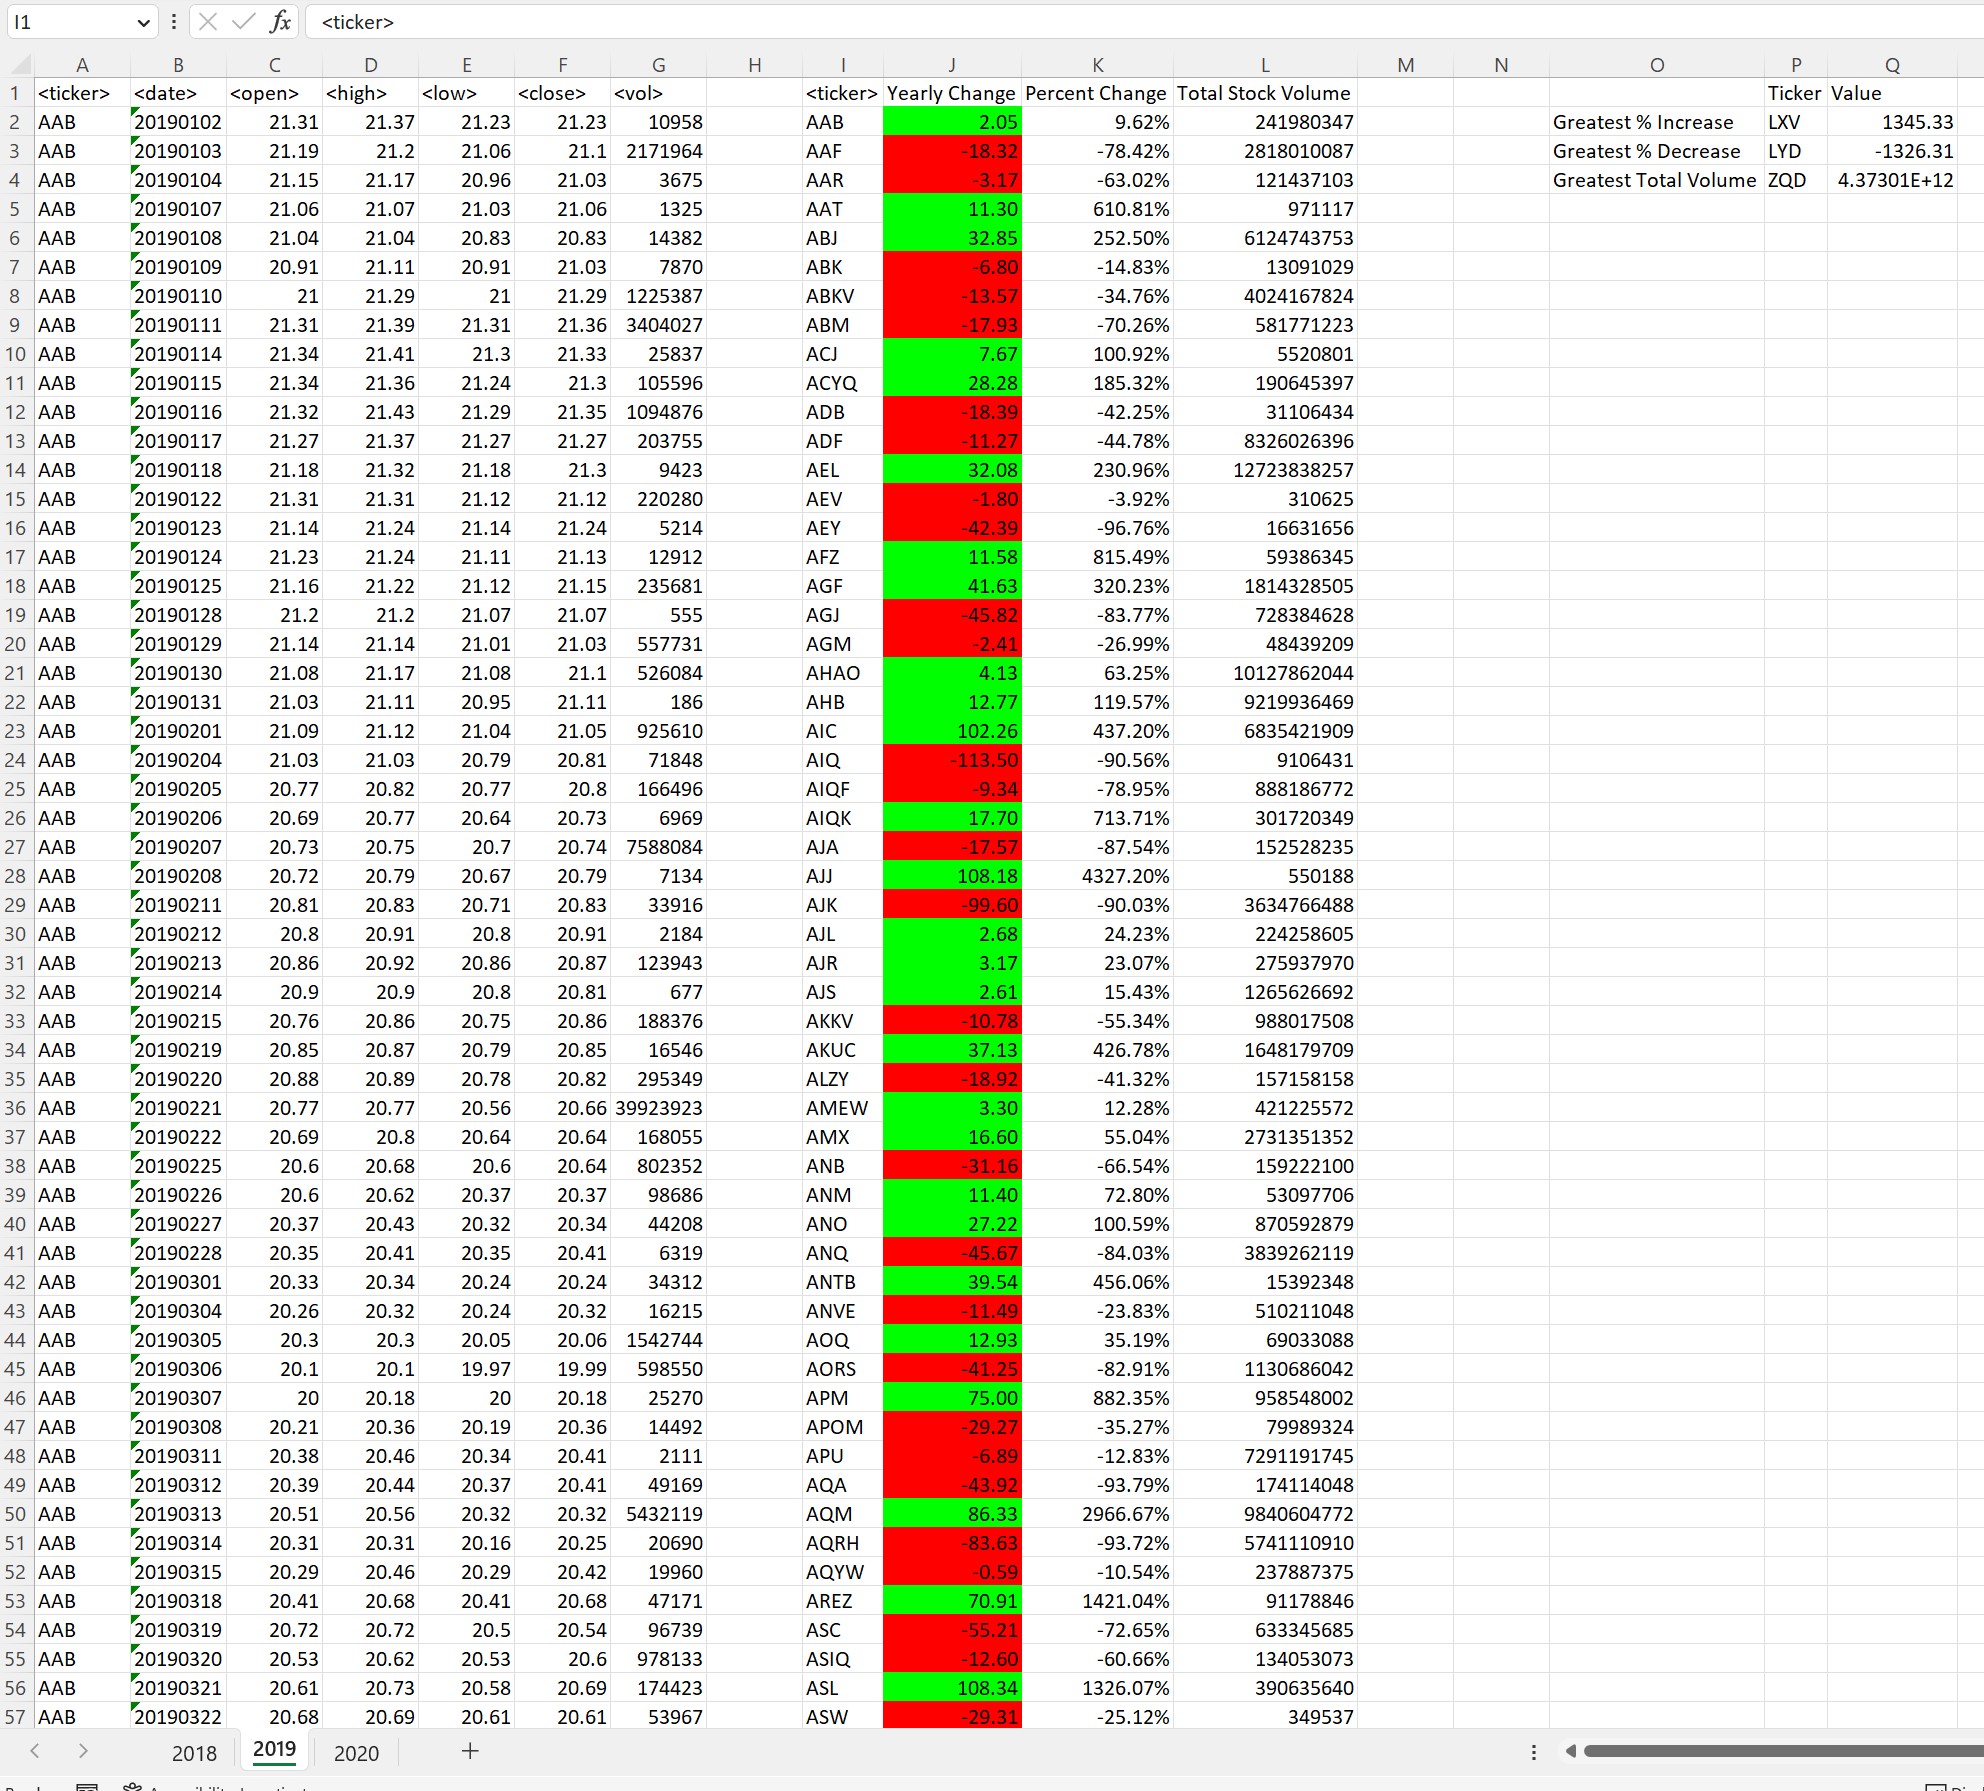 I1 fx <ticker>
A B C D E F G H I J K L M N O P Q
1 <ticker> <date> <open> <high> <low> <close> <vol> <ticker> Yearly Change Percent Change Total Stock Volume Ticker Value
2 AAB 20190102 21.31 21.37 21.23 21.23 10958 AAB 2.05 9.62% 241980347 Greatest % Increase LXV 1345.33
3 AAB 20190103 21.19 21.2 21.06 21.1 2171964 AAF -18.32 -78.42% 2818010087 Greatest % Decrease LYD -1326.31
4 AAB 20190104 21.15 21.17 20.96 21.03 3675 AAR -3.17 -63.02% 121437103 Greatest Total Volume ZQD 4.37301E+12
5 AAB 20190107 21.06 21.07 21.03 21.06 1325 AAT 11.30 610.81% 971117
6 AAB 20190108 21.04 21.04 20.83 20.83 14382 ABJ 32.85 252.50% 6124743753
7 AAB 20190109 20.91 21.11 20.91 21.03 7870 ABK -6.80 -14.83% 13091029
8 AAB 20190110 21 21.29 21 21.29 1225387 ABKV -13.57 -34.76% 4024167824
9 AAB 20190111 21.31 21.39 21.31 21.36 3404027 ABM -17.93 -70.26% 581771223
10 AAB 20190114 21.34 21.41 21.3 21.33 25837 ACJ 7.67 100.92% 5520801
11 AAB 20190115 21.34 21.36 21.24 21.3 105596 ACYQ 28.28 185.32% 190645397
12 AAB 20190116 21.32 21.43 21.29 21.35 1094876 ADB -18.39 -42.25% 31106434
13 AAB 20190117 21.27 21.37 21.27 21.27 203755 ADF -11.27 -44.78% 8326026396
14 AAB 20190118 21.18 21.32 21.18 21.3 9423 AEL 32.08 230.96% 12723838257
15 AAB 20190122 21.31 21.31 21.12 21.12 220280 AEV -1.80 -3.92% 310625
16 AAB 20190123 21.14 21.24 21.14 21.24 5214 AEY -42.39 -96.76% 16631656
17 AAB 20190124 21.23 21.24 21.11 21.13 12912 AFZ 11.58 815.49% 59386345
18 AAB 20190125 21.16 21.22 21.12 21.15 235681 AGF 41.63 320.23% 1814328505
19 AAB 20190128 21.2 21.2 21.07 21.07 555 AGJ -45.82 -83.77% 728384628
20 AAB 20190129 21.14 21.14 21.01 21.03 557731 AGM -2.41 -26.99% 48439209
21 AAB 20190130 21.08 21.17 21.08 21.1 526084 AHAO 4.13 63.25% 10127862044
22 AAB 20190131 21.03 21.11 20.95 21.11 186 AHB 12.77 119.57% 9219936469
23 AAB 20190201 21.09 21.12 21.04 21.05 925610 AIC 102.26 437.20% 6835421909
24 AAB 20190204 21.03 21.03 20.79 20.81 71848 AIQ -113.50 -90.56% 9106431
25 AAB 20190205 20.77 20.82 20.77 20.8 166496 AIQF -9.34 -78.95% 888186772
26 AAB 20190206 20.69 20.77 20.64 20.73 6969 AIQK 17.70 713.71% 301720349
27 AAB 20190207 20.73 20.75 20.7 20.74 7588084 AJA -17.57 -87.54% 152528235
28 AAB 20190208 20.72 20.79 20.67 20.79 7134 AJJ 108.18 4327.20% 550188
29 AAB 20190211 20.81 20.83 20.71 20.83 33916 AJK -99.60 -90.03% 3634766488
30 AAB 20190212 20.8 20.91 20.8 20.91 2184 AJL 2.68 24.23% 224258605
31 AAB 20190213 20.86 20.92 20.86 20.87 123943 AJR 3.17 23.07% 275937970
32 AAB 20190214 20.9 20.9 20.8 20.81 677 AJS 2.61 15.43% 1265626692
33 AAB 20190215 20.76 20.86 20.75 20.86 188376 AKKV -10.78 -55.34% 988017508
34 AAB 20190219 20.85 20.87 20.79 20.85 16546 AKUC 37.13 426.78% 1648179709
35 AAB 20190220 20.88 20.89 20.78 20.82 295349 ALZY -18.92 -41.32% 157158158
36 AAB 20190221 20.77 20.77 20.56 20.66 39923923 AMEW 3.30 12.28% 421225572
37 AAB 20190222 20.69 20.8 20.64 20.64 168055 AMX 16.60 55.04% 2731351352
38 AAB 20190225 20.6 20.68 20.6 20.64 802352 ANB -31.16 -66.54% 159222100
39 AAB 20190226 20.6 20.62 20.37 20.37 98686 ANM 11.40 72.80% 53097706
40 AAB 20190227 20.37 20.43 20.32 20.34 44208 ANO 27.22 100.59% 870592879
41 AAB 20190228 20.35 20.41 20.35 20.41 6319 ANQ -45.67 -84.03% 3839262119
42 AAB 20190301 20.33 20.34 20.24 20.24 34312 ANTB 39.54 456.06% 15392348
43 AAB 20190304 20.26 20.32 20.24 20.32 16215 ANVE -11.49 -23.83% 510211048
44 AAB 20190305 20.3 20.3 20.05 20.06 1542744 AOQ 12.93 35.19% 69033088
45 AAB 20190306 20.1 20.1 19.97 19.99 598550 AORS -41.25 -82.91% 1130686042
46 AAB 20190307 20 20.18 20 20.18 25270 APM 75.00 882.35% 958548002
47 AAB 20190308 20.21 20.36 20.19 20.36 14492 APOM -29.27 -35.27% 79989324
48 AAB 20190311 20.38 20.46 20.34 20.41 2111 APU -6.89 -12.83% 7291191745
49 AAB 20190312 20.39 20.44 20.37 20.41 49169 AQA -43.92 -93.79% 174114048
50 AAB 20190313 20.51 20.56 20.32 20.32 5432119 AQM 86.33 2966.67% 9840604772
51 AAB 20190314 20.31 20.31 20.16 20.25 20690 AQRH -83.63 -93.72% 5741110910
52 AAB 20190315 20.29 20.46 20.29 20.42 19960 AQYW -0.59 -10.54% 237887375
53 AAB 20190318 20.41 20.68 20.41 20.68 47171 AREZ 70.91 1421.04% 91178846
54 AAB 20190319 20.72 20.72 20.5 20.54 96739 ASC -55.21 -72.65% 633345685
55 AAB 20190320 20.53 20.62 20.53 20.6 978133 ASIQ -12.60 -60.66% 134053073
56 AAB 20190321 20.61 20.73 20.58 20.69 174423 ASL 108.34 1326.07% 390635640
57 AAB 20190322 20.68 20.69 20.61 20.61 53967 ASW -29.31 -25.12% 349537
2018 2019 2020